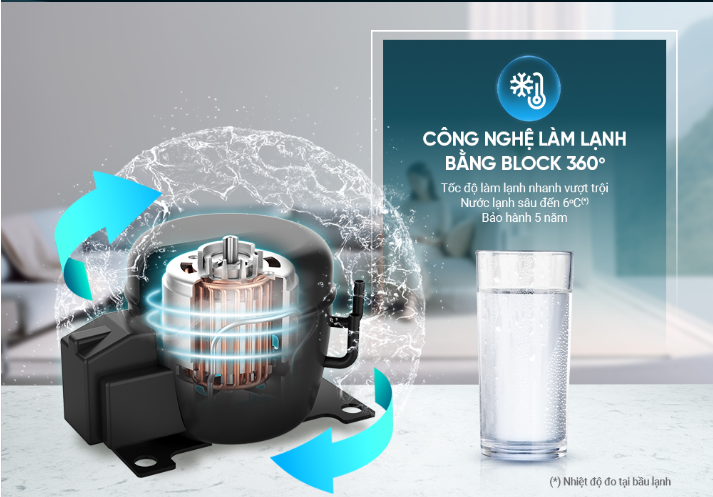 CÔNG NGHỆ LÀM LẠNH
BẰNG BLOCK 360°
Tốc độ làm lạnh nhanh vượt trội
Nước lạnh sâu đến 6ºC(*)
Bảo hành 5 năm
(*) Nhiệt độ đo tại bầu lạnh